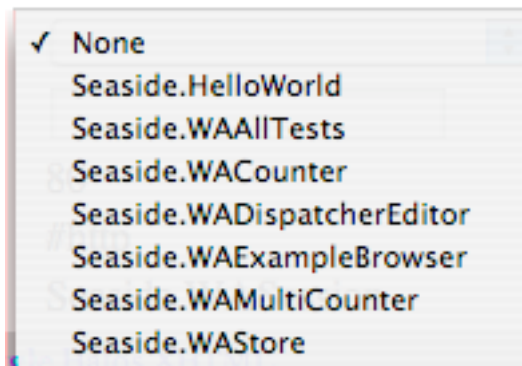 ✓ None
Seaside.HelloWorld
Seaside.WAAllTests
Seaside.WACounter
Seaside.WADispatcherEditor
Seaside.WAExampleBrowser
Seaside.WAMultiCounter
Seaside.WAStore